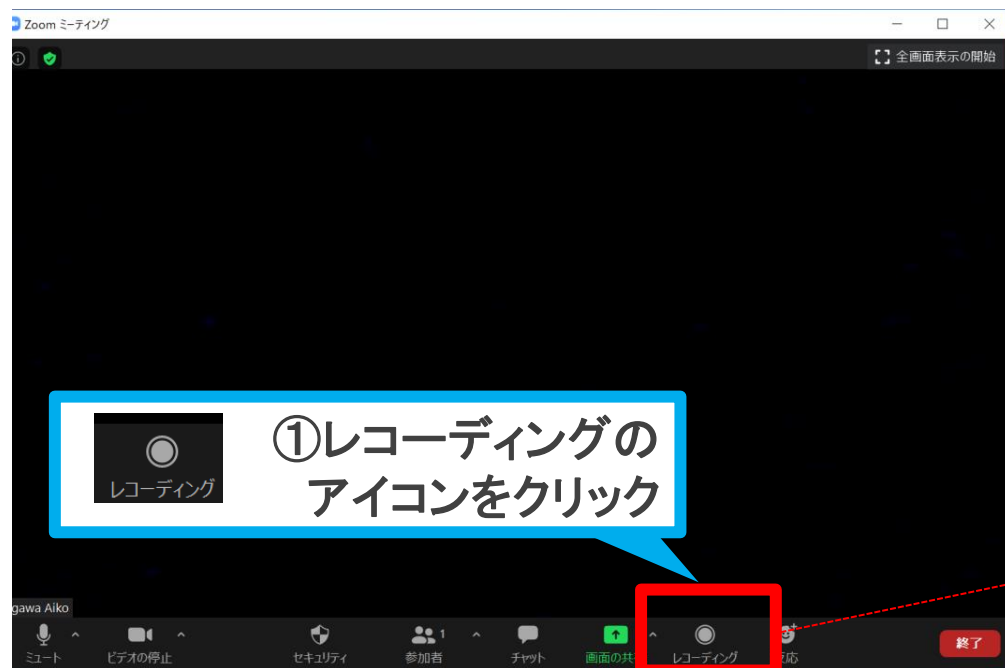 Zoom ミーティング
全画面表示の開始
①レコーディングの
アイコンをクリック
レコーディング
gawa Aiko
ミュート
ビデオの停止
セキュリティ
参加者
1
チャット
画面の共
レコーディング
応
終了